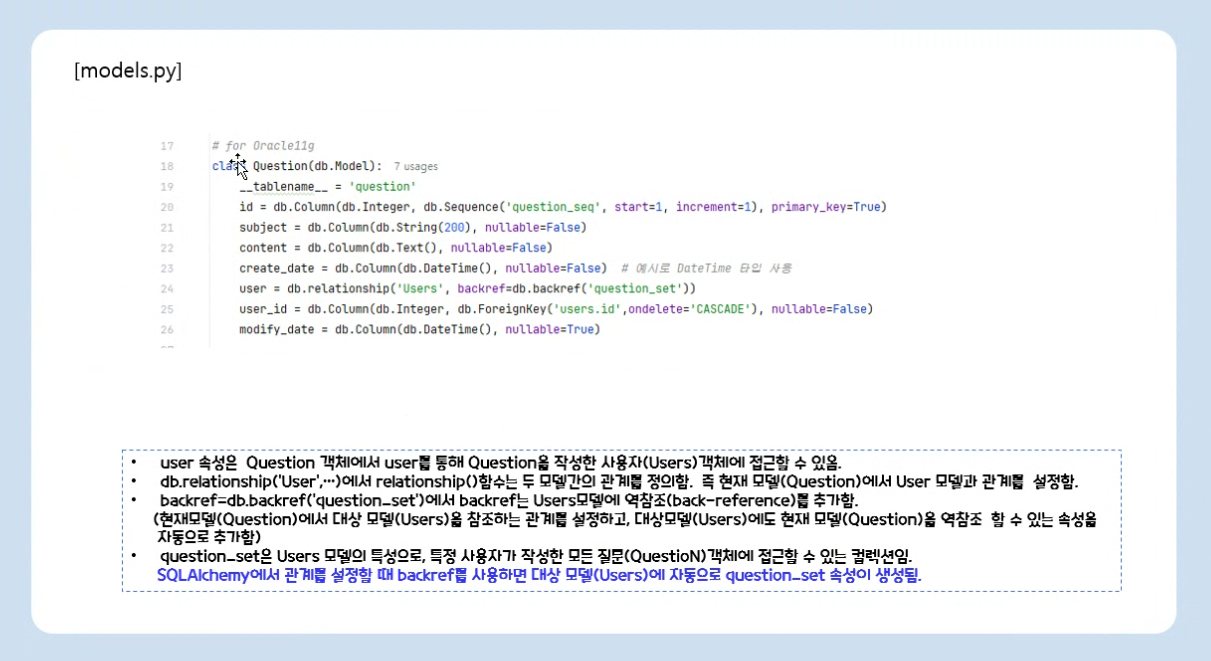 [models.py]
17 # for Oracle11g
18 class Question(db.Model): 7 usages
19 __tablename__ = 'question'
20 id = db.Column(db.Integer, db.Sequence('question_seq', start=1, increment=1), primary_key=True)
21 subject = db.Column(db.String(200), nullable=False)
22 content = db.Column(db.Text(), nullable=False)
23 create_date = db.Column(db.DateTime(), nullable=False) # 예시로 DateTime 타입 사용
24 user = db.relationship('Users', backref=db.backref('question_set'))
25 user_id = db.Column(db.Integer, db.ForeignKey('users.id',ondelete='CASCADE'), nullable=False)
26 modify_date = db.Column(db.DateTime(), nullable=True)
• user 속성은 Question 객체에서 user를 통해 Question을 작성한 사용자(Users)객체에 접근할 수 있음.
• db.relationship('User',…)에서 relationship()함수는 두 모델간의 관계를 정의함. 즉 현재 모델(Question)에서 User 모델과 관계를 설정함.
• backref=db.backref('question_set')에서 backref는 Users모델에 역참조(back-reference)를 추가함.
(현재모델(Question)에서 대상 모델(Users)을 참조하는 관계를 설정하고, 대상모델(Users)에도 현재 모델(Question)을 역참조 할 수 있는 속성을
자동으로 추가함)
• question_set은 Users 모델의 특성으로, 특정 사용자가 작성한 모든 질문(QuestioN)객체에 접근할 수 있는 컬렉션임.
SQLAlchemy에서 관계를 설정할 때 backref를 사용하면 대상 모델(Users)에 자동으로 question_set 속성이 생성됨.